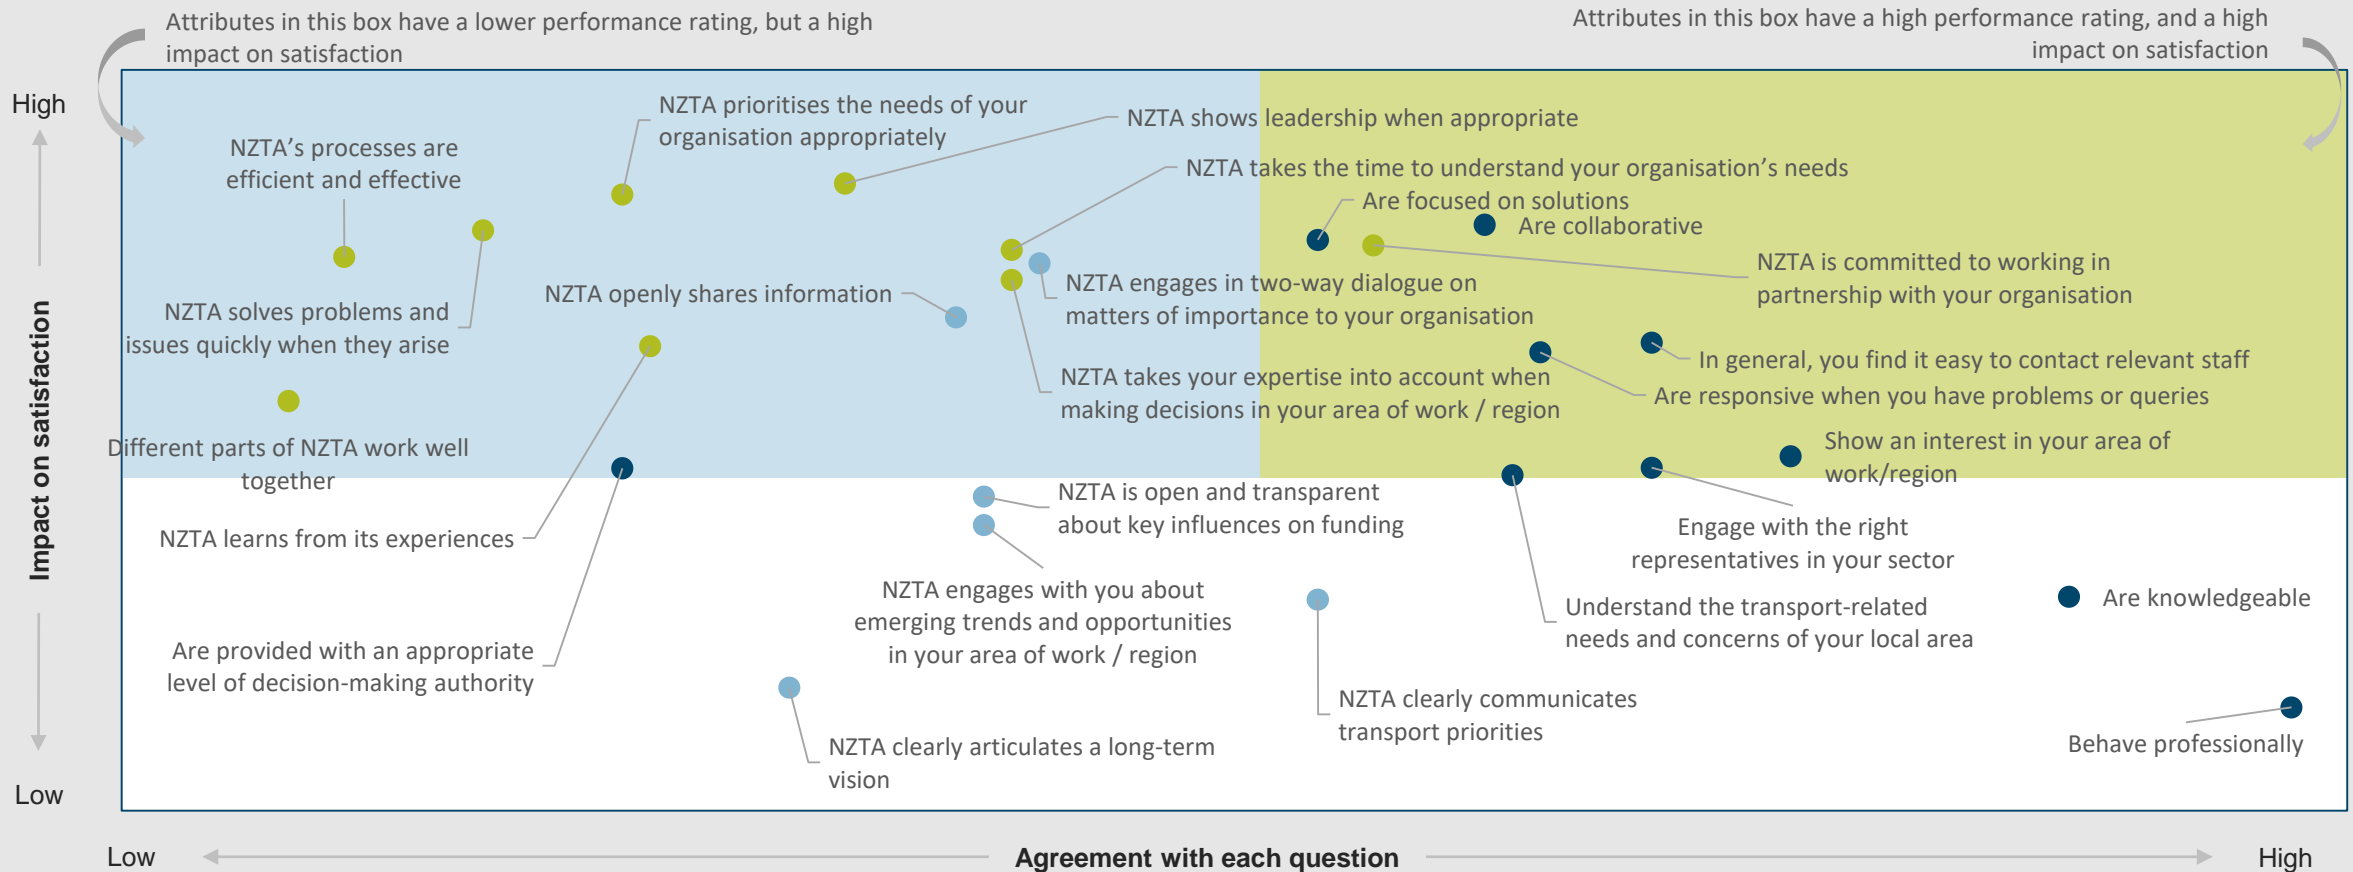 Attributes in this box have a lower performance rating, but a high
impact on satisfaction
Attributes in this box have a high performance rating, and a high
impact on satisfaction
High
NZTA prioritises the needs of your
organisation appropriately
NZTA shows leadership when appropriate
NZTA's processes are
efficient and effective
NZTA takes the time to understand your organisation's needs
Are focused on solutions
Are collaborative
NZTA is committed to working in
partnership with your organisation
NZTA openly shares information
NZTA engages in two-way dialogue on
matters of importance to your organisation
NZTA solves problems and
issues quickly when they arise
In general, you find it easy to contact relevant staff
NZTA takes your expertise into account when
making decisions in your area of work / region
Are responsive when you have problems or queries
Impact on satisfaction
Different parts of NZTA work well
together
Show an interest in your area of
work/region
NZTA is open and transparent
about key influences on funding
NZTA learns from its experiences
Engage with the right
representatives in your sector
NZTA engages with you about
emerging trends and opportunities
in your area of work / region
Understand the transport-related
needs and concerns of your local area
Are knowledgeable
Are provided with an appropriate
level of decision-making authority
NZTA clearly communicates
transport priorities
NZTA clearly articulates a long-term
vision
Behave professionally
Low
Low
Agreement with each question
High